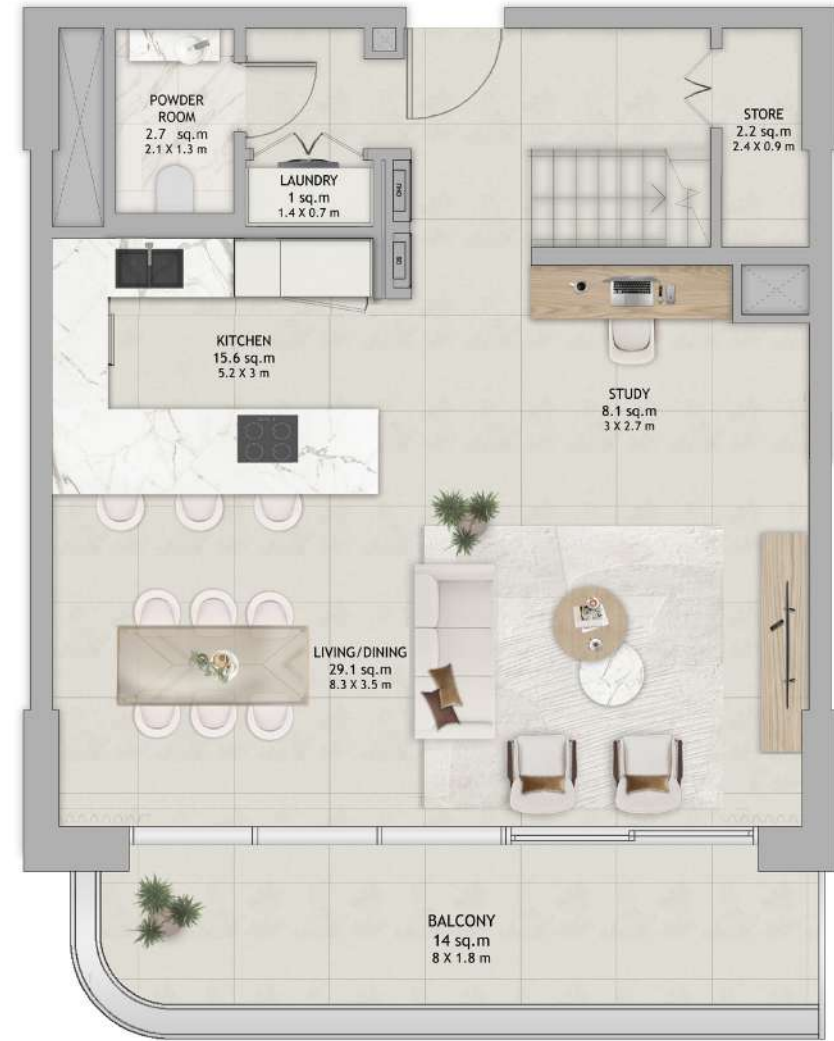 POWDER
ROOM
2.7 sq.m
2.1 X 1.3 m
STORE
2.2 sq.m
2.4 X 0.9 m
LAUNDRY
1 sq.m
1.4 X 0.7 m
KITCHEN
15.6 sq.m
5.2 X 3 m
STUDY
8.1 sq.m
3 X 2.7 m
LIVING/DINING
29.1 sq.m
8.3 X 3.5 m
BALCONY
14 sq.m
8 X 1.8 m